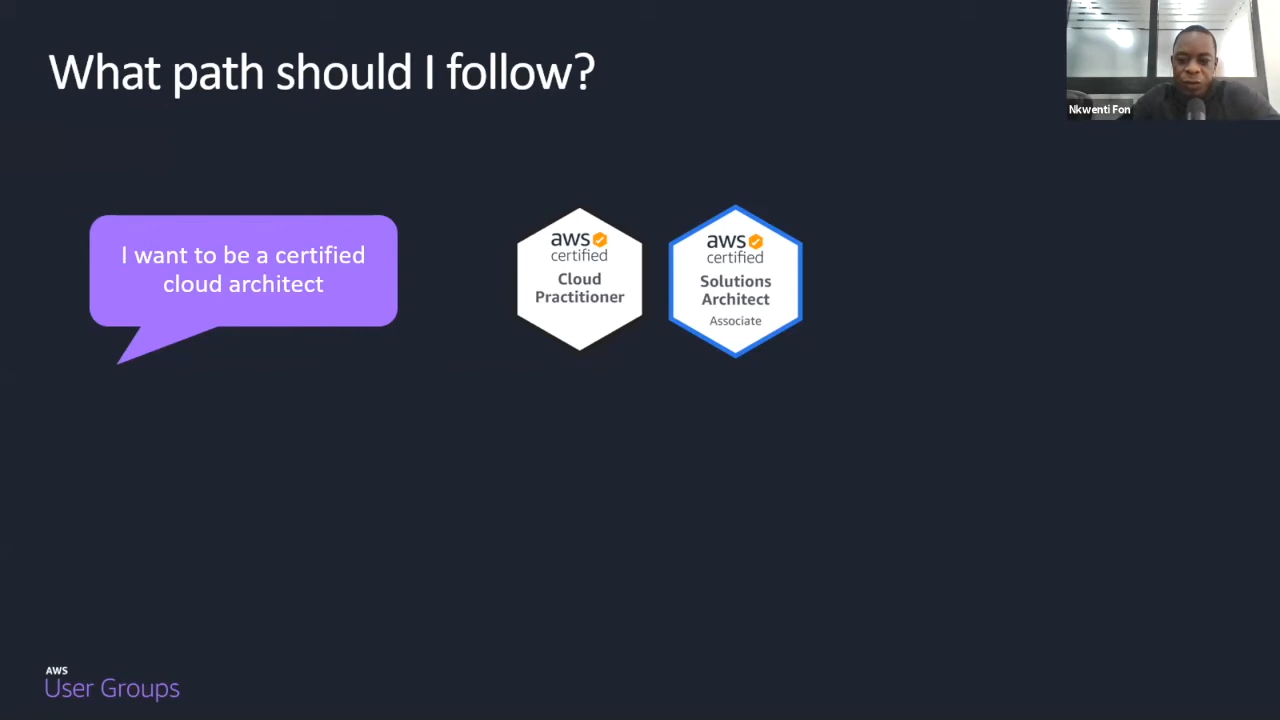 What path should I follow?
Nkwenti Fon
I want to be a certified
cloud architect
aws
certified
Cloud
Practitioner
aws
certified
Solutions
Architect
Associate
AWS
User Groups